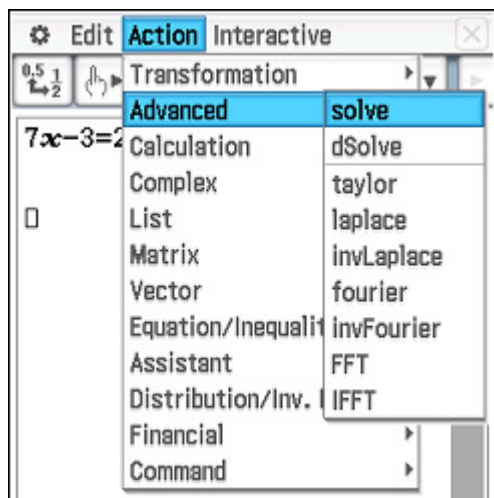 Edit Action Interactive
0.5 1 2
Transformation
Advanced
7x-3=2
Calculation
Complex
List
Matrix
Vector
Equation/Inequalit
Assistant
Distribution/Inv.
Financial
Command
solve
dSolve
taylor
laplace
invLaplace
fourier
invFourier
FFT
IFFT